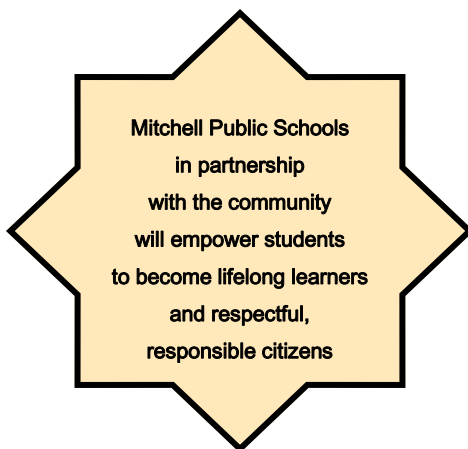 Mitchell Public Schools
in partnership
with the community
will empower students
to become lifelong learners
and respectful,
responsible citizens